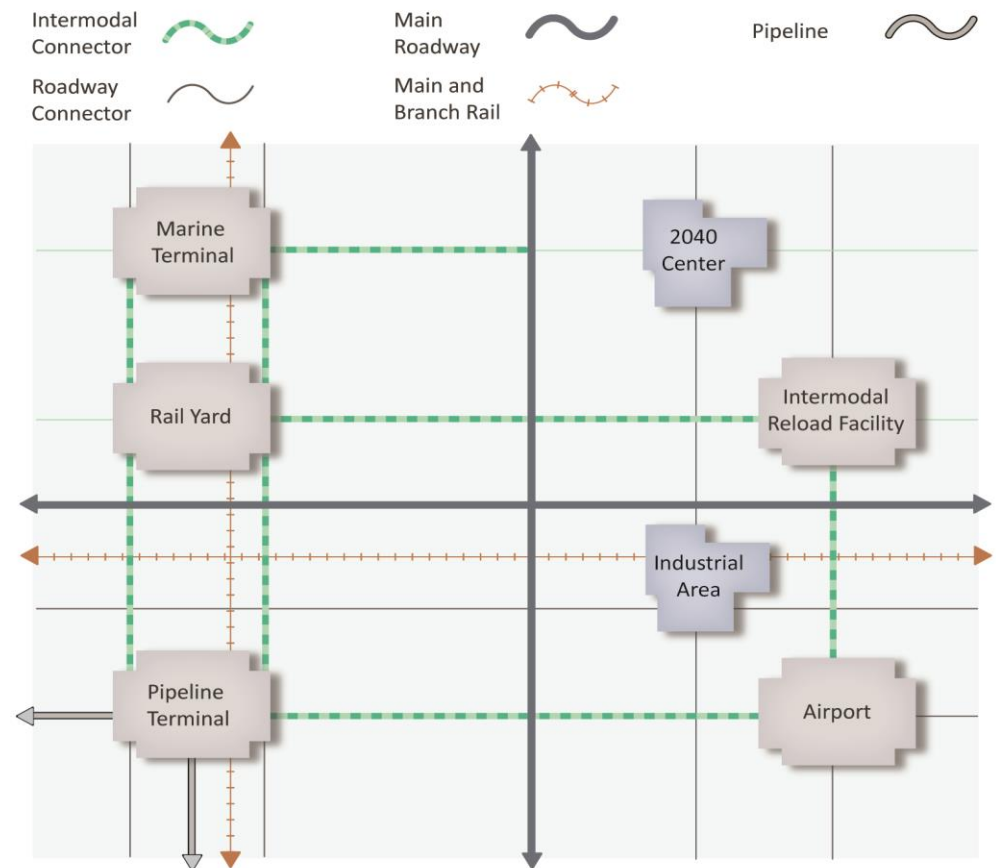 Intermodal
Connector
Main
Roadway
Pipeline
Roadway
Connector
Main and
Branch Rail
Marine
Terminal
2040
Center
Rail Yard
Intermodal
Reload Facility
Industrial
Area
Pipeline
Terminal
Airport